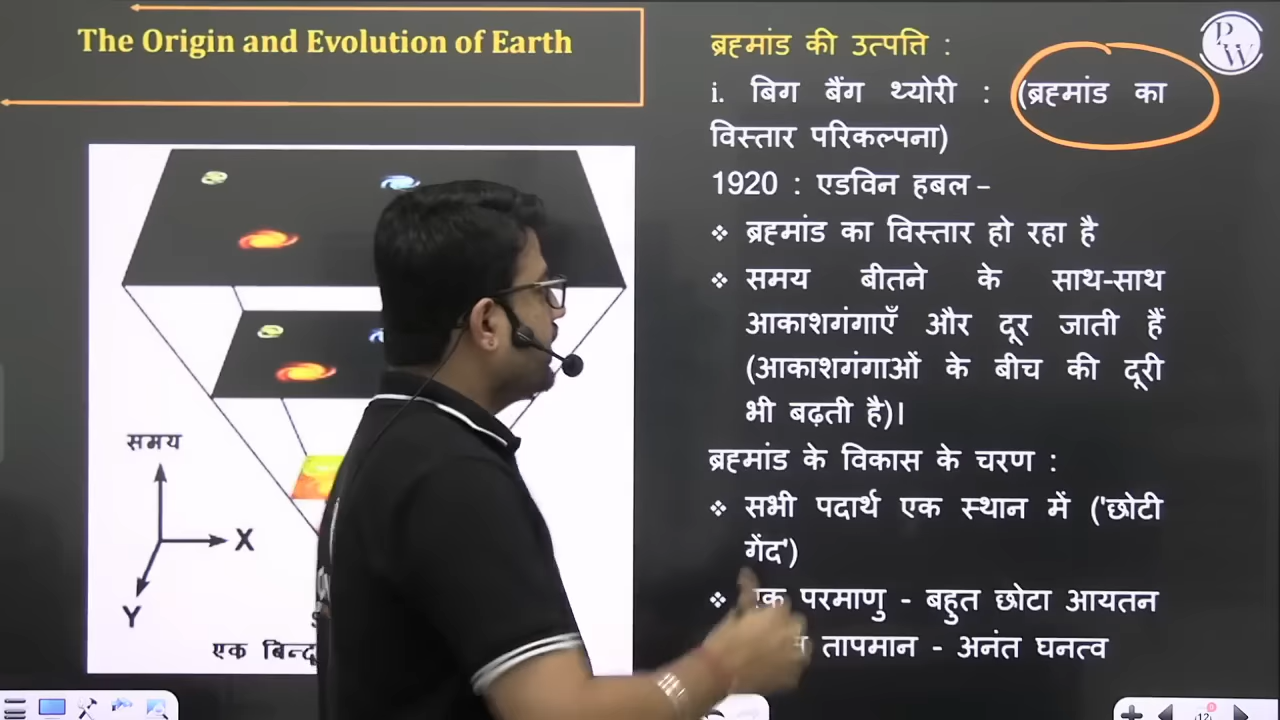 The Origin and Evolution of Earth
समय
X
Y
एक बिन्दू
PW
ब्रह्मांड की उत्पत्ति :
i. बिग बैंग थ्योरी : (ब्रह्मांड का
विस्तार परिकल्पना)
1920 : एडविन हबल –
❖ ब्रह्मांड का विस्तार हो रहा है
❖ समय बीतने के साथ-साथ
आकाशगंगाएँ और दूर जाती हैं
(आकाशगंगाओं के बीच की दूरी
भी बढ़ती है)।
ब्रह्मांड के विकास के चरण :
❖ सभी पदार्थ एक स्थान में ('छोटी
गेंद')
❖ परमाणु - बहुत छोटा आयतन
तापमान - अनंत घनत्व
12